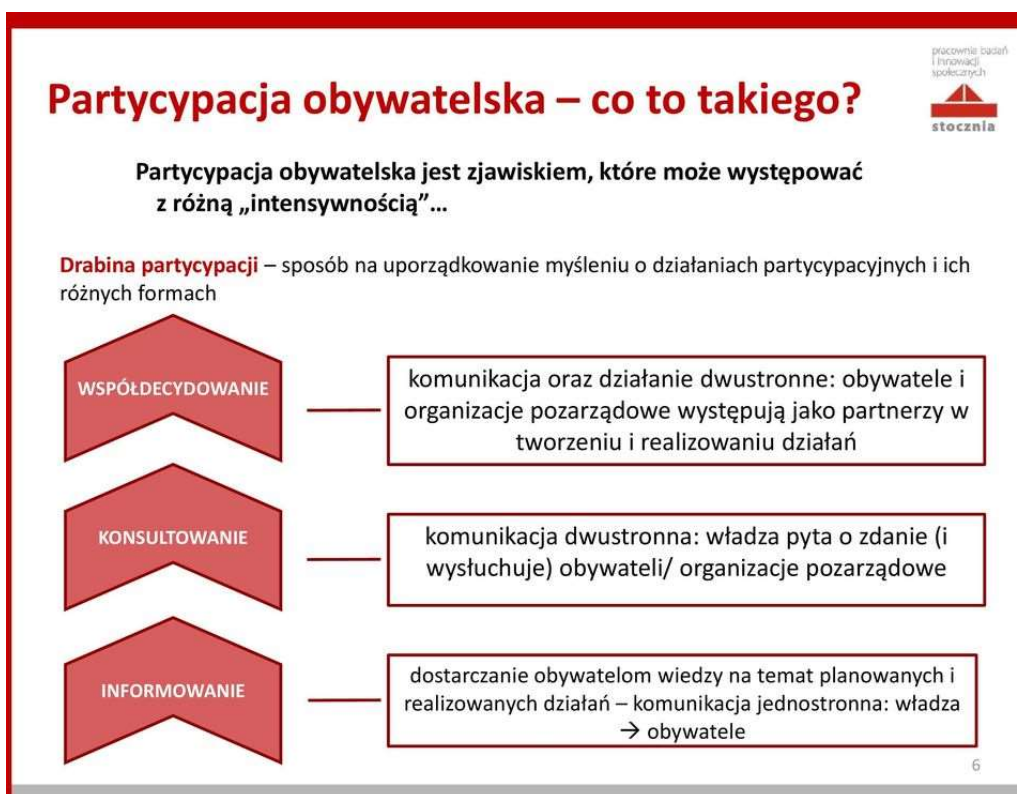 pracownia badań
i innowacji
społecznych
stocznia
Partycypacja obywatelska – co to takiego?
Partycypacja obywatelska jest zjawiskiem, które może występować
z różną „intensywnością”...
Drabina partycypacji – sposób na uporządkowanie myśleniu o działaniach partycypacyjnych i ich
różnych formach
WSPÓŁDECYDOWANIE
komunikacja oraz działanie dwustronne: obywatele i
organizacje pozarządowe występują jako partnerzy w
tworzeniu i realizowaniu działań
KONSULTOWANIE
komunikacja dwustronna: władza pyta o zdanie (i
wysłuchuje) obywateli/ organizacje pozarządowe
INFORMOWANIE
dostarczanie obywatelom wiedzy na temat planowanych i
realizowanych działań – komunikacja jednostronna: władza
→ obywatele
6